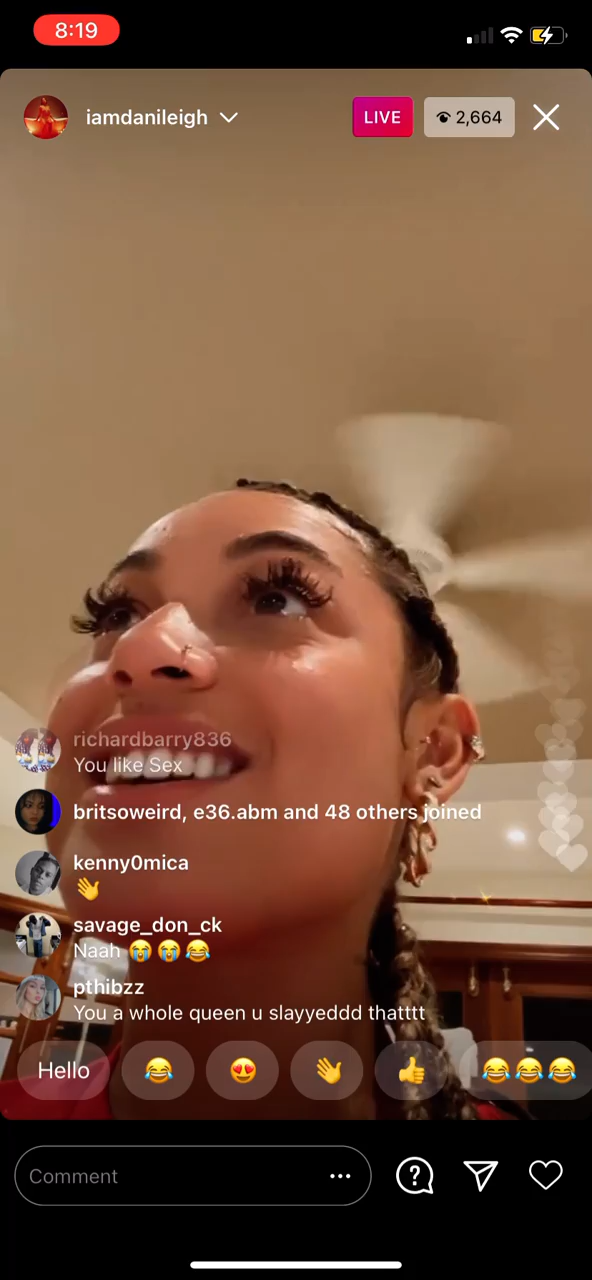 8:19
iamdanileigh
LIVE
2,664
richardbarry836
You like Sex
britsoweird, e36.abm and 48 others joined
kenny0mica
👋
savage_don_ck
Naah 😭😭😂
pthibzz
You a whole queen u slayyeddd thatttt
Hello 😂 😍 👋 👍 😂😂😂
Comment